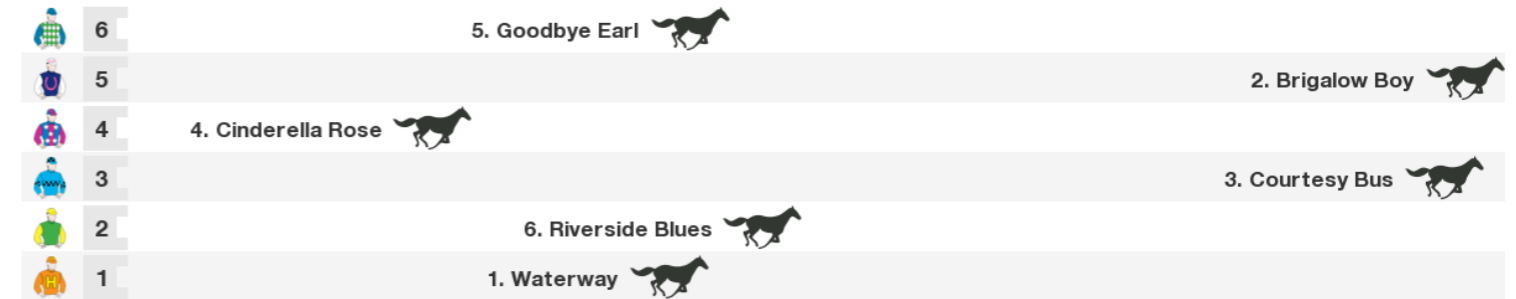 6 5. Goodbye Earl
5 2. Brigalow Boy
4 4. Cinderella Rose
3 3. Courtesy Bus
2 6. Riverside Blues
H 1 1. Waterway